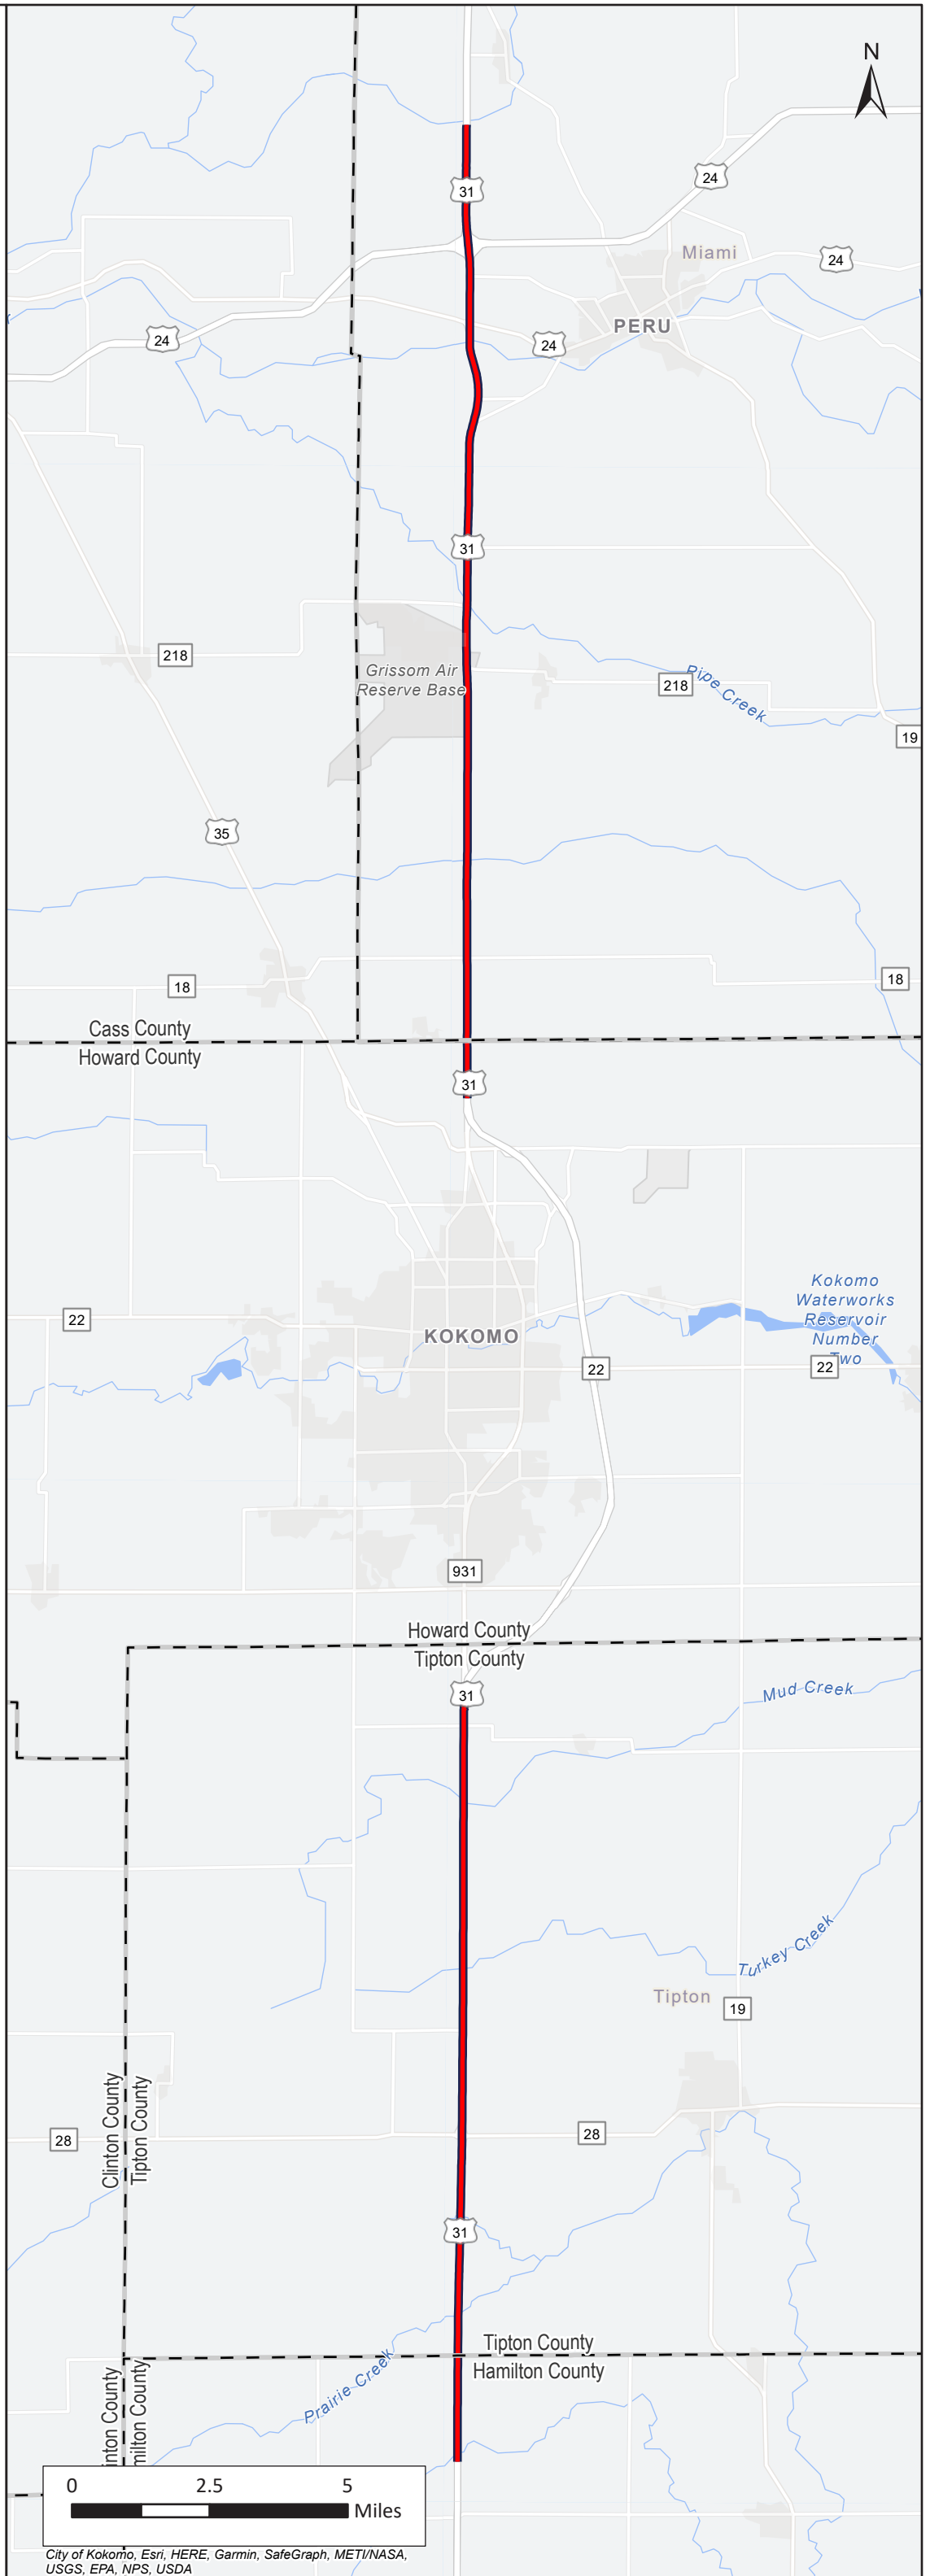 N
31
24
Miami
24
PERU
24
24
31
218
Grissom Air
Reserve Base
218
Pipe Creek
19
35
18
18
Cass County
Howard County
31
Kokomo
Waterworks
Reservoir
Number
Two
22
KOKOMO
22
22
931
Howard County
Tipton County
31
Mud Creek
Turkey Creek
Tipton
19
Clinton County
Tipton County
28
28
31
Tipton County
Hamilton County
Prairie Creek
inton County
milton County
0 2.5 5
Miles
City of Kokomo, Esri, HERE, Garmin, SafeGraph, METI/NASA,
USGS, EPA, NPS, USDA